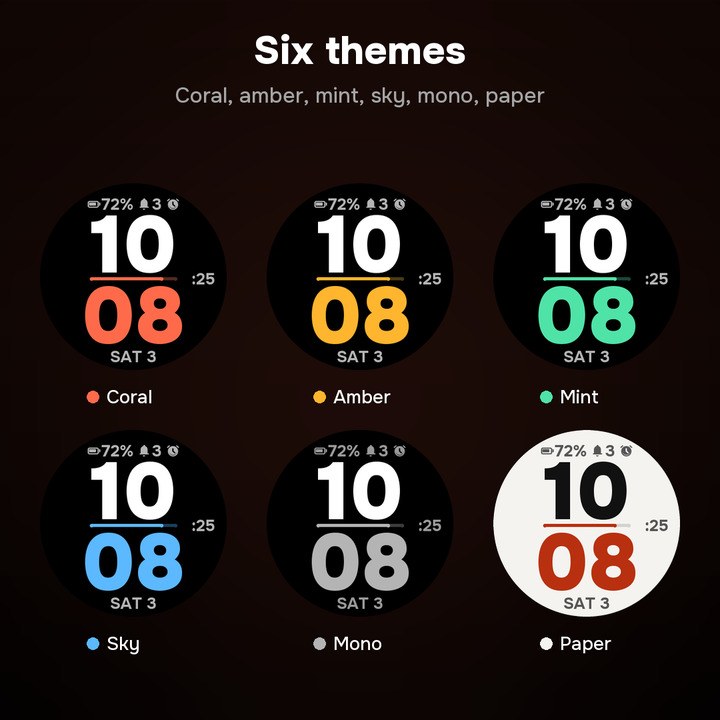 Six themes
Coral, amber, mint, sky, mono, paper
72% 3
10
:25
08
SAT 3
Coral
72% 3
10
:25
08
SAT 3
Amber
72% 3
10
:25
08
SAT 3
Mint
72% 3
10
:25
08
SAT 3
Sky
72% 3
10
:25
08
SAT 3
Mono
72% 3
10
:25
08
SAT 3
Paper